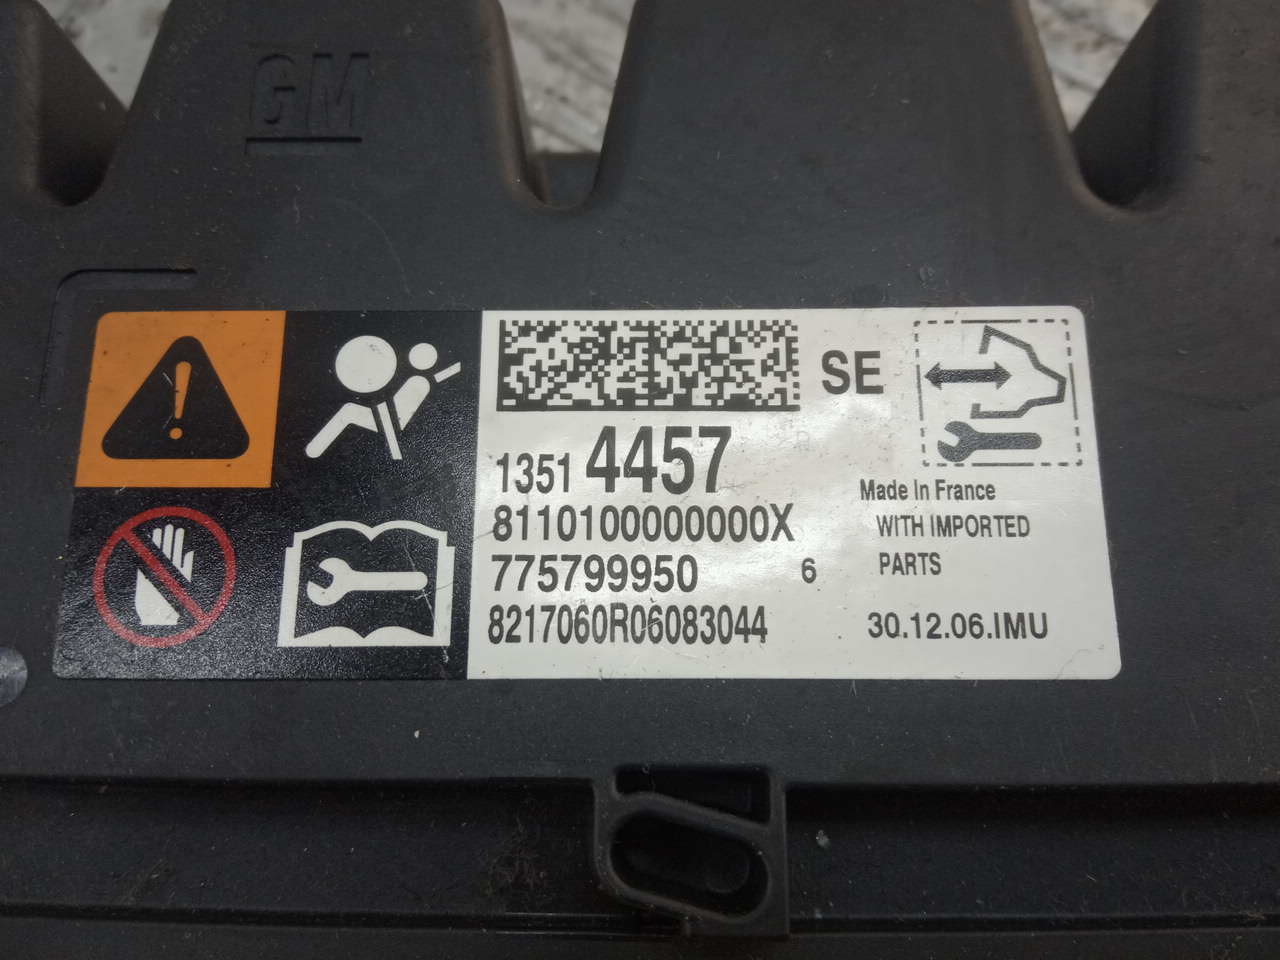 GM
SE
1351 4457
8110100000000X
775799950 6
8217060R06083044
Made In France
WITH IMPORTED
PARTS
30.12.06.IMU